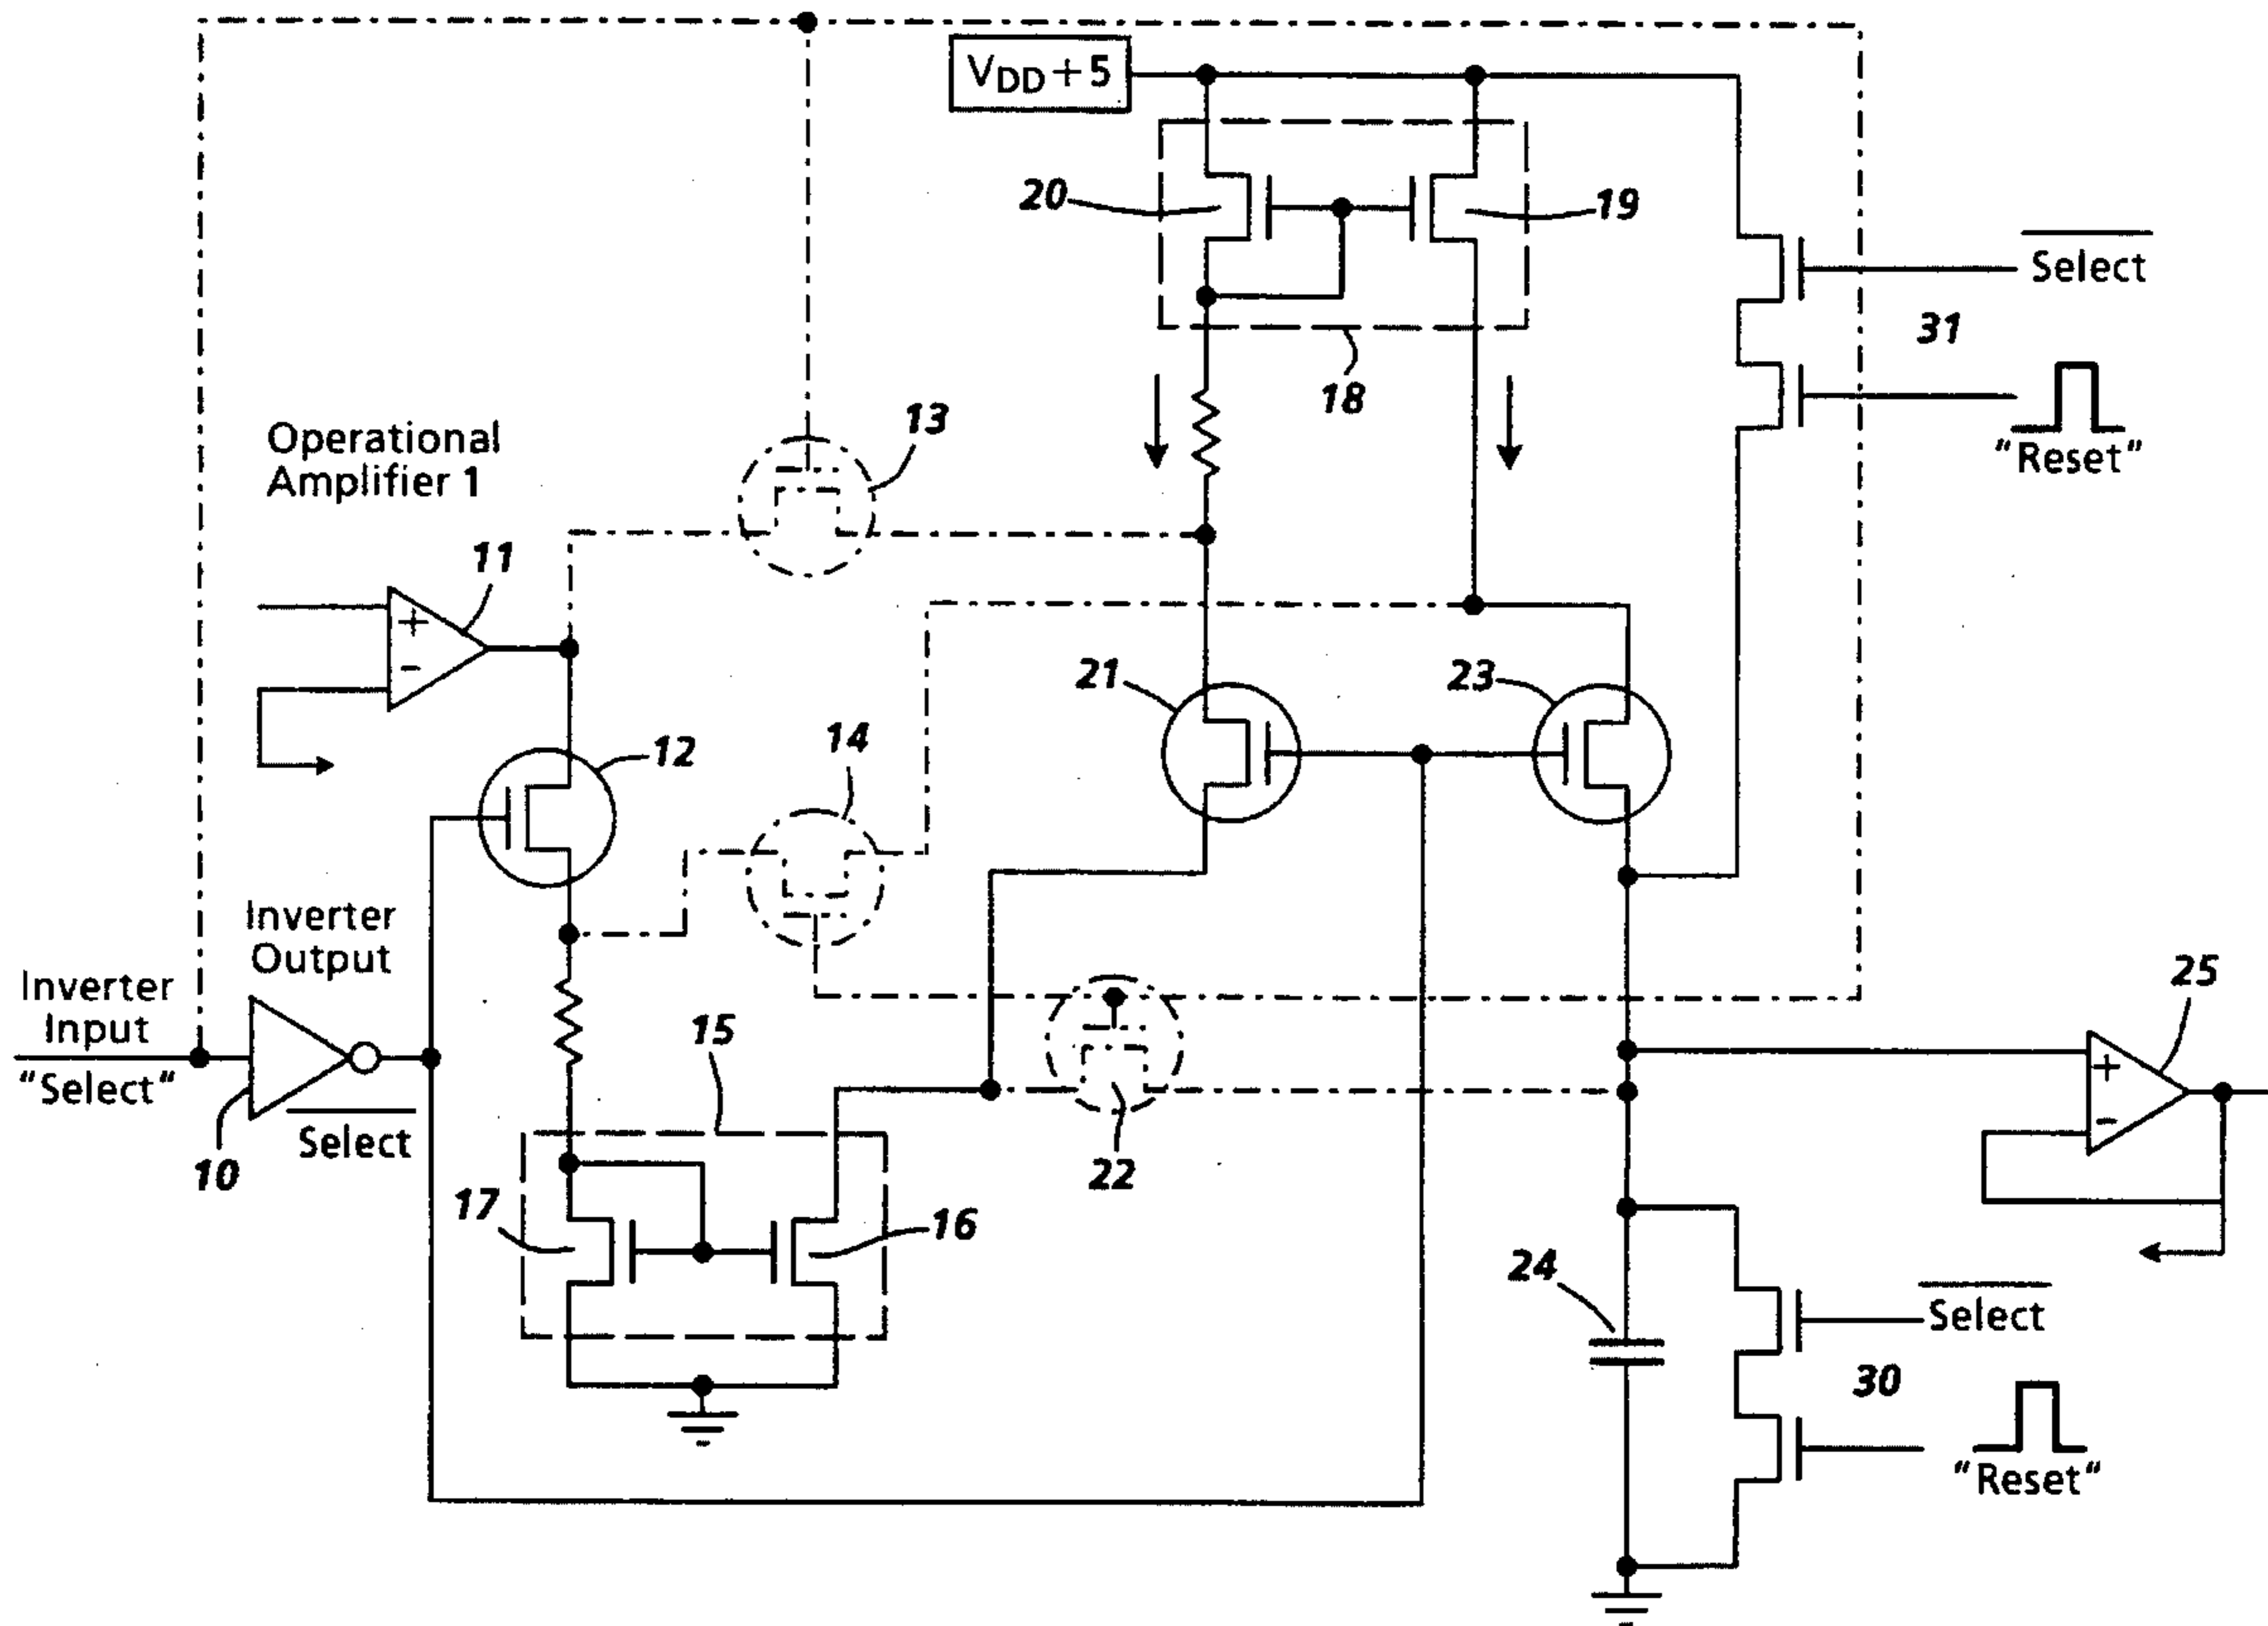 V_DD + 5
20
19
Select
31
18
"Reset"
13
Operational
Amplifier 1
11
21
23
12
14
Inverter
Output
Inverter
Input
"Select"
10
Select
15
22
25
17
16
24
Select
30
"Reset"
+
-
+
-